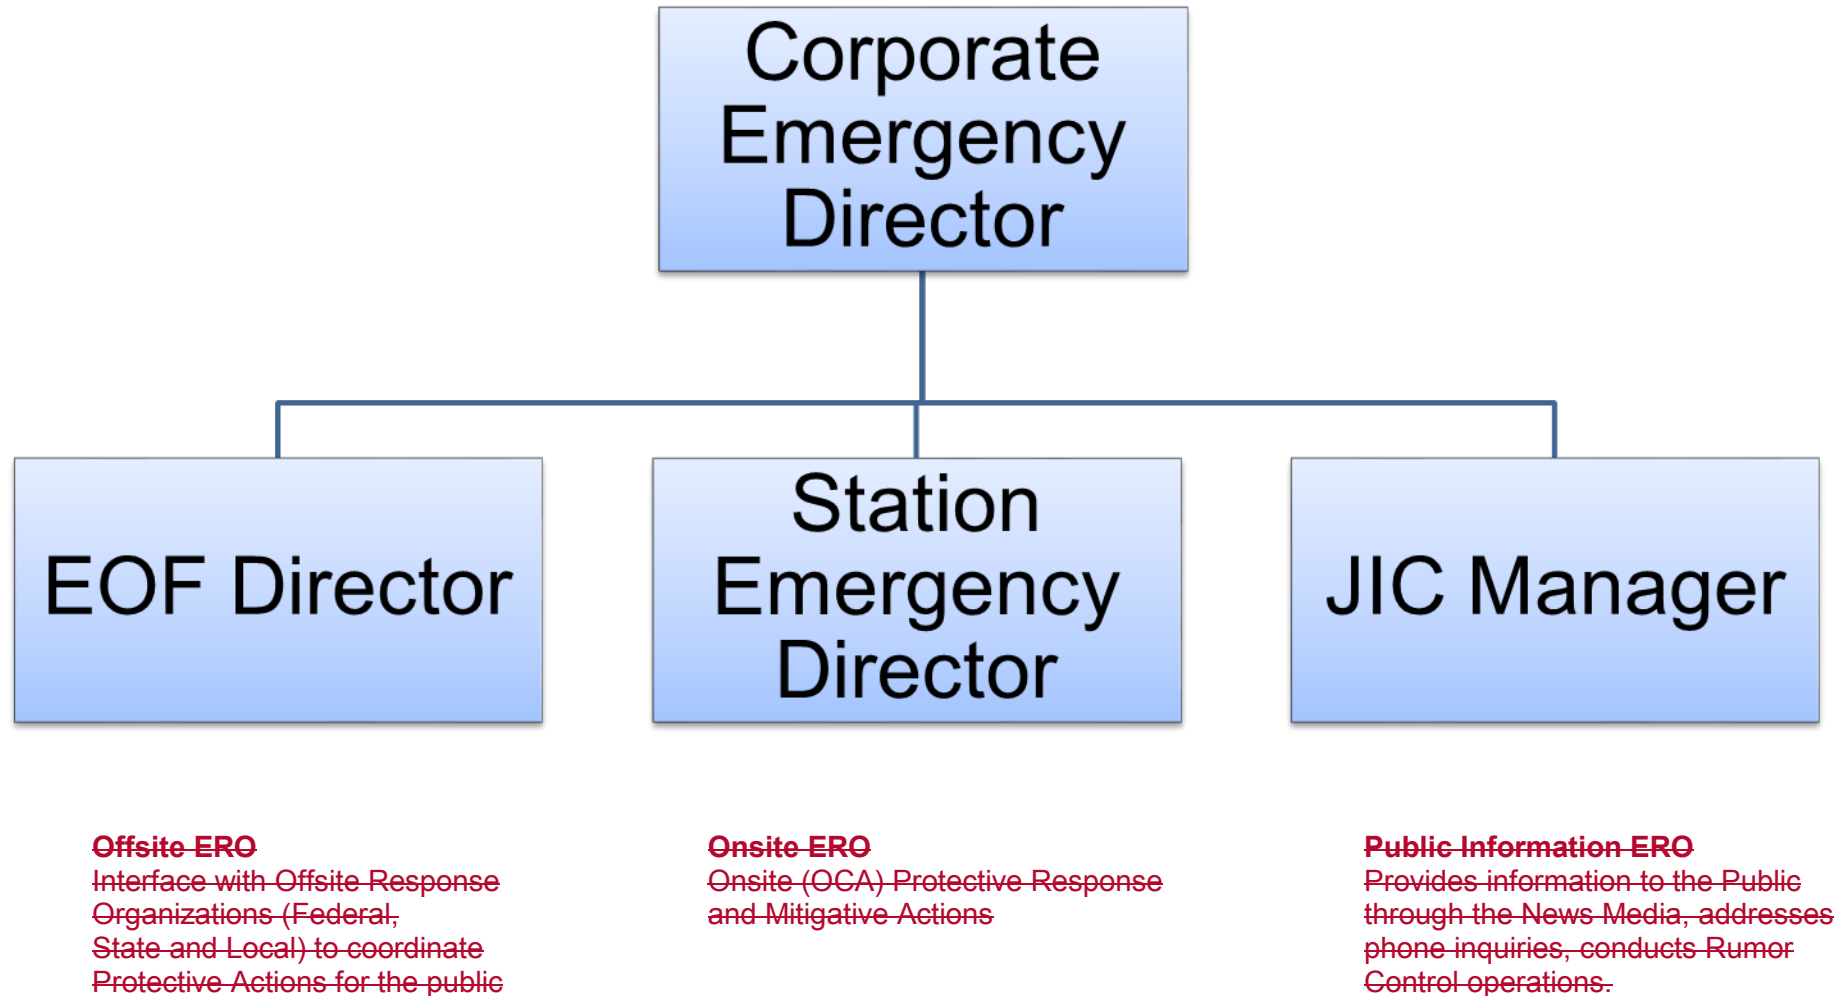 Corporate
Emergency
Director
EOF Director
Station
Emergency
Director
JIC Manager
Offsite ERO
Interface with Offsite Response
Organizations (Federal,
State and Local) to coordinate
Protective Actions for the public
Onsite ERO
Onsite (OCA) Protective Response
and Mitigative Actions
Public Information ERO
Provides information to the Public
through the News Media, addresses
phone inquiries, conducts Rumor
Control operations.